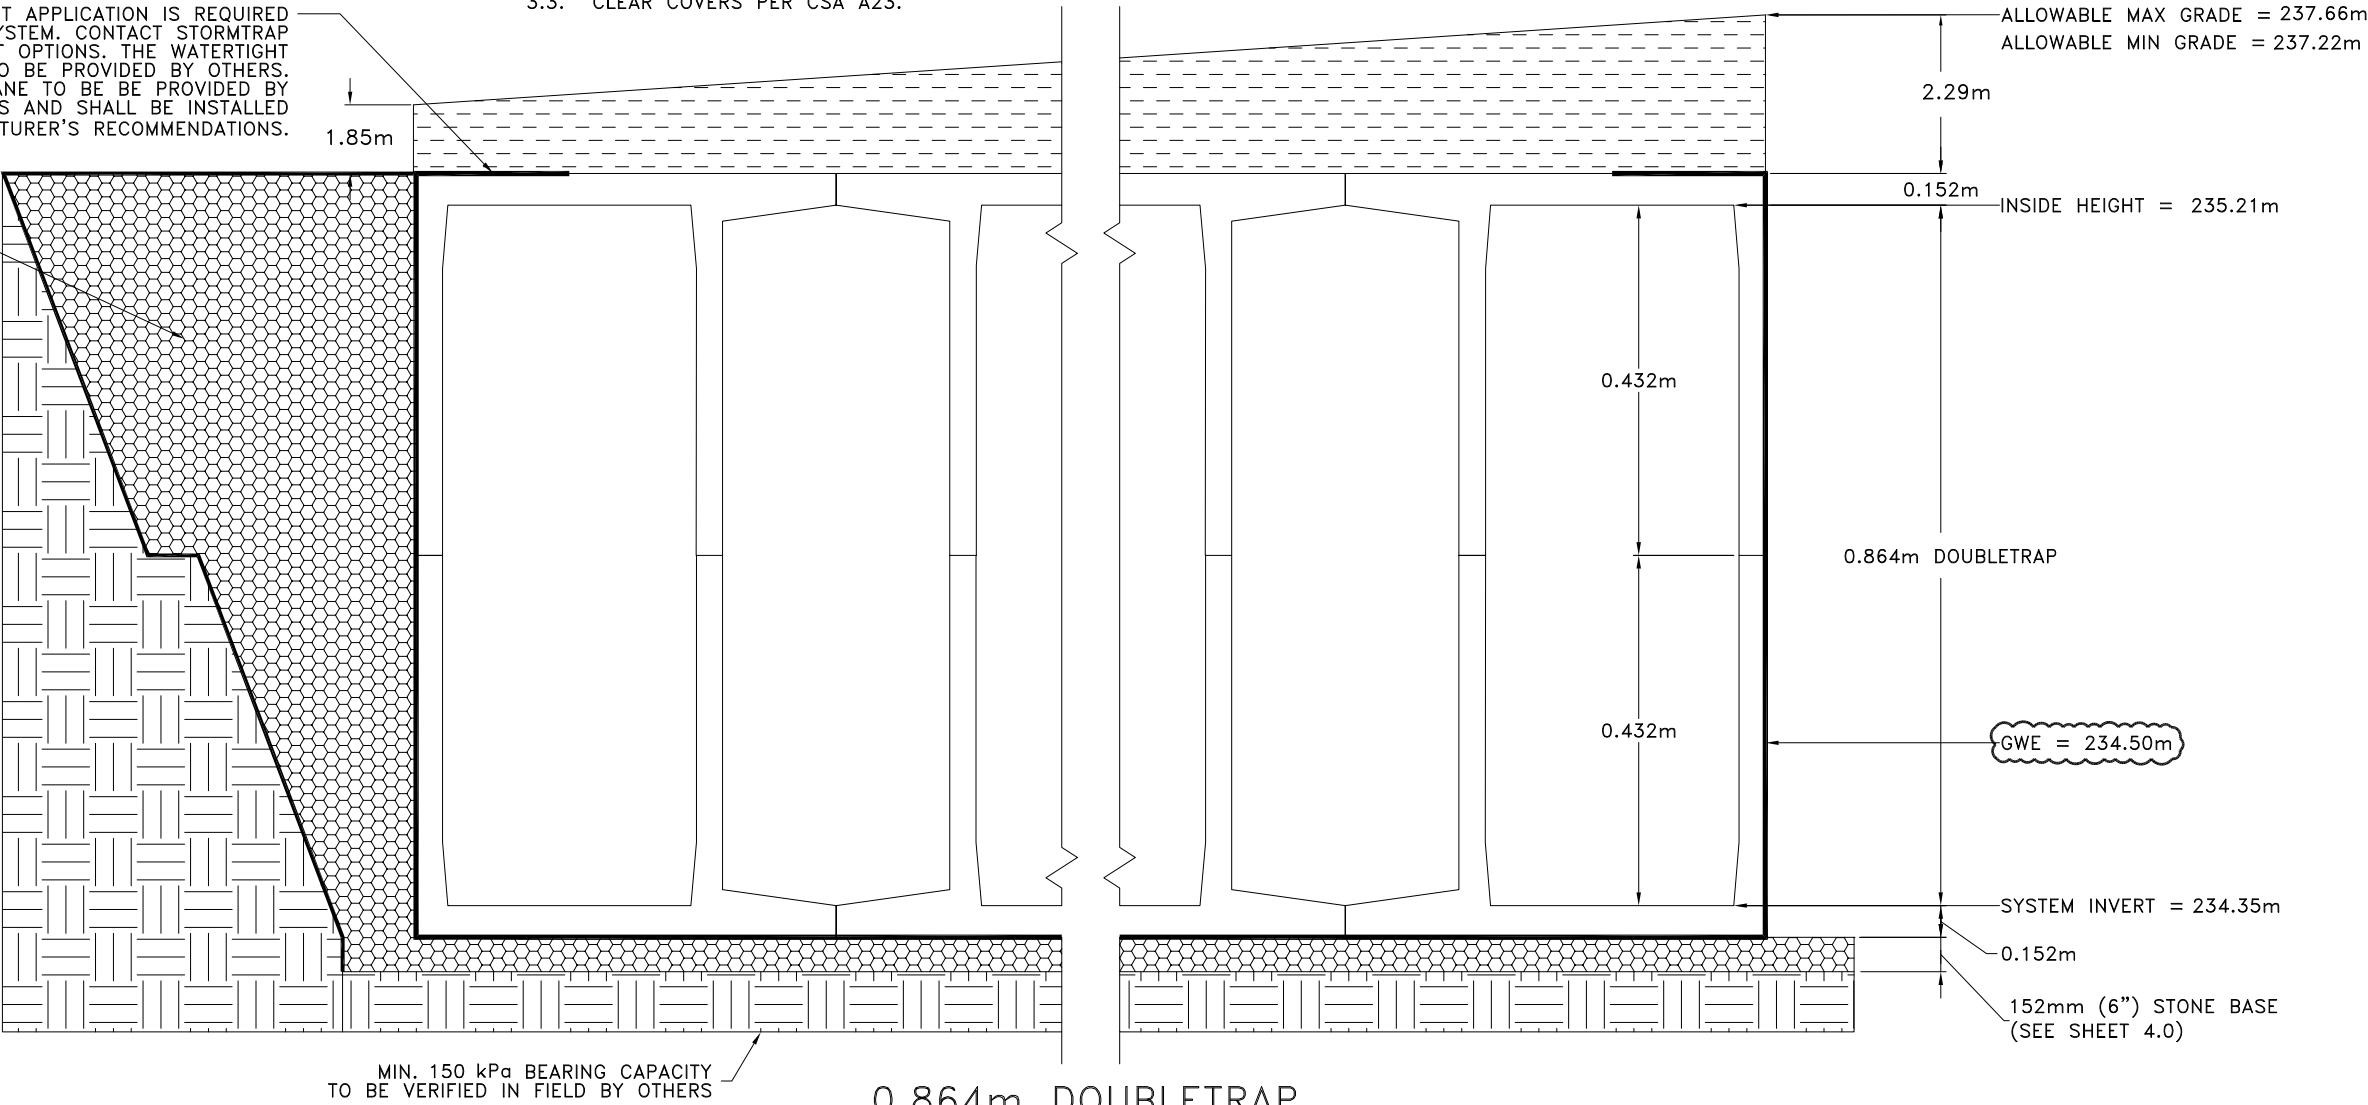 T APPLICATION IS REQUIRED
YSTEM. CONTACT STORMTRAP
T OPTIONS. THE WATERTIGHT
O BE PROVIDED BY OTHERS.
ANE TO BE BE PROVIDED BY
S AND SHALL BE INSTALLED
TURER'S RECOMMENDATIONS.
3.3. CLEAR COVERS PER CSA A23.
ALLOWABLE MAX GRADE = 237.66m
ALLOWABLE MIN GRADE = 237.22m
2.29m
1.85m
0.152m
INSIDE HEIGHT = 235.21m
0.432m
0.864m DOUBLETRAP
0.432m
GWE = 234.50m
SYSTEM INVERT = 234.35m
0.152m
152mm (6") STONE BASE
(SEE SHEET 4.0)
MIN. 150 kPa BEARING CAPACITY
TO BE VERIFIED IN FIELD BY OTHERS
0.864m DOUBLETRAP